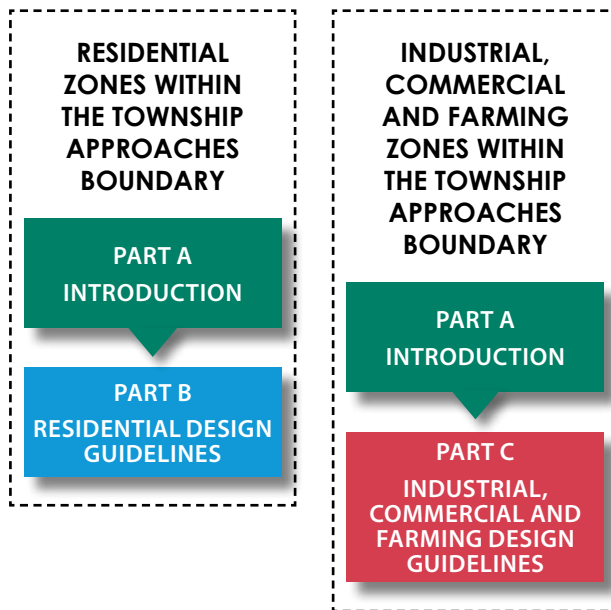 RESIDENTIAL
ZONES WITHIN
THE TOWNSHIP
APPROACHES
BOUNDARY
PART A
INTRODUCTION
PART B
RESIDENTIAL DESIGN
GUIDELINES
INDUSTRIAL,
COMMERCIAL
AND FARMING
ZONES WITHIN
THE TOWNSHIP
APPROACHES
BOUNDARY
PART A
INTRODUCTION
PART C
INDUSTRIAL,
COMMERCIAL AND
FARMING DESIGN
GUIDELINES